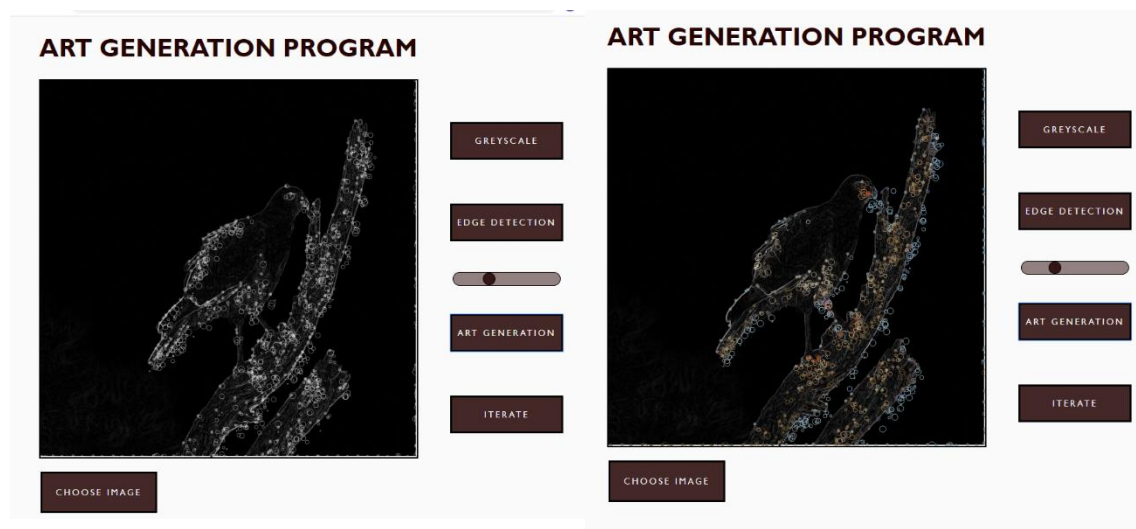 ART GENERATION PROGRAM
GREYSCALE
EDGE DETECTION
ART GENERATION
ITERATE
CHOOSE IMAGE
ART GENERATION PROGRAM
GREYSCALE
EDGE DETECTION
ART GENERATION
ITERATE
CHOOSE IMAGE